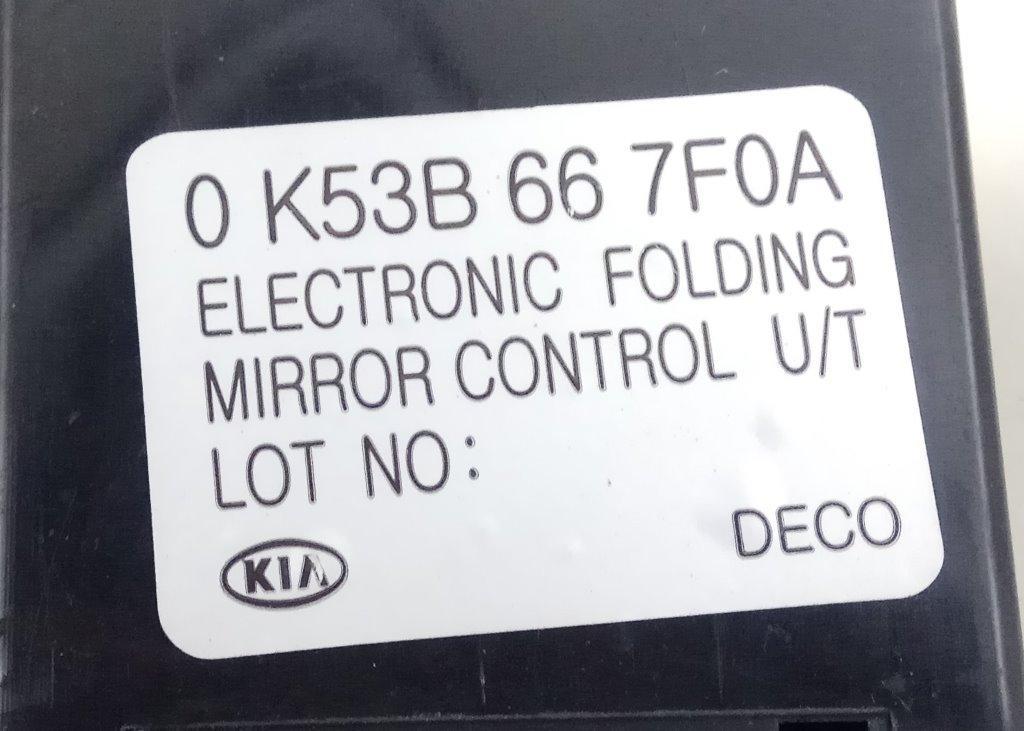 0 K53B 66 7F0A
ELECTRONIC FOLDING
MIRROR CONTROL U/T
LOT NO:
DECO
KIA